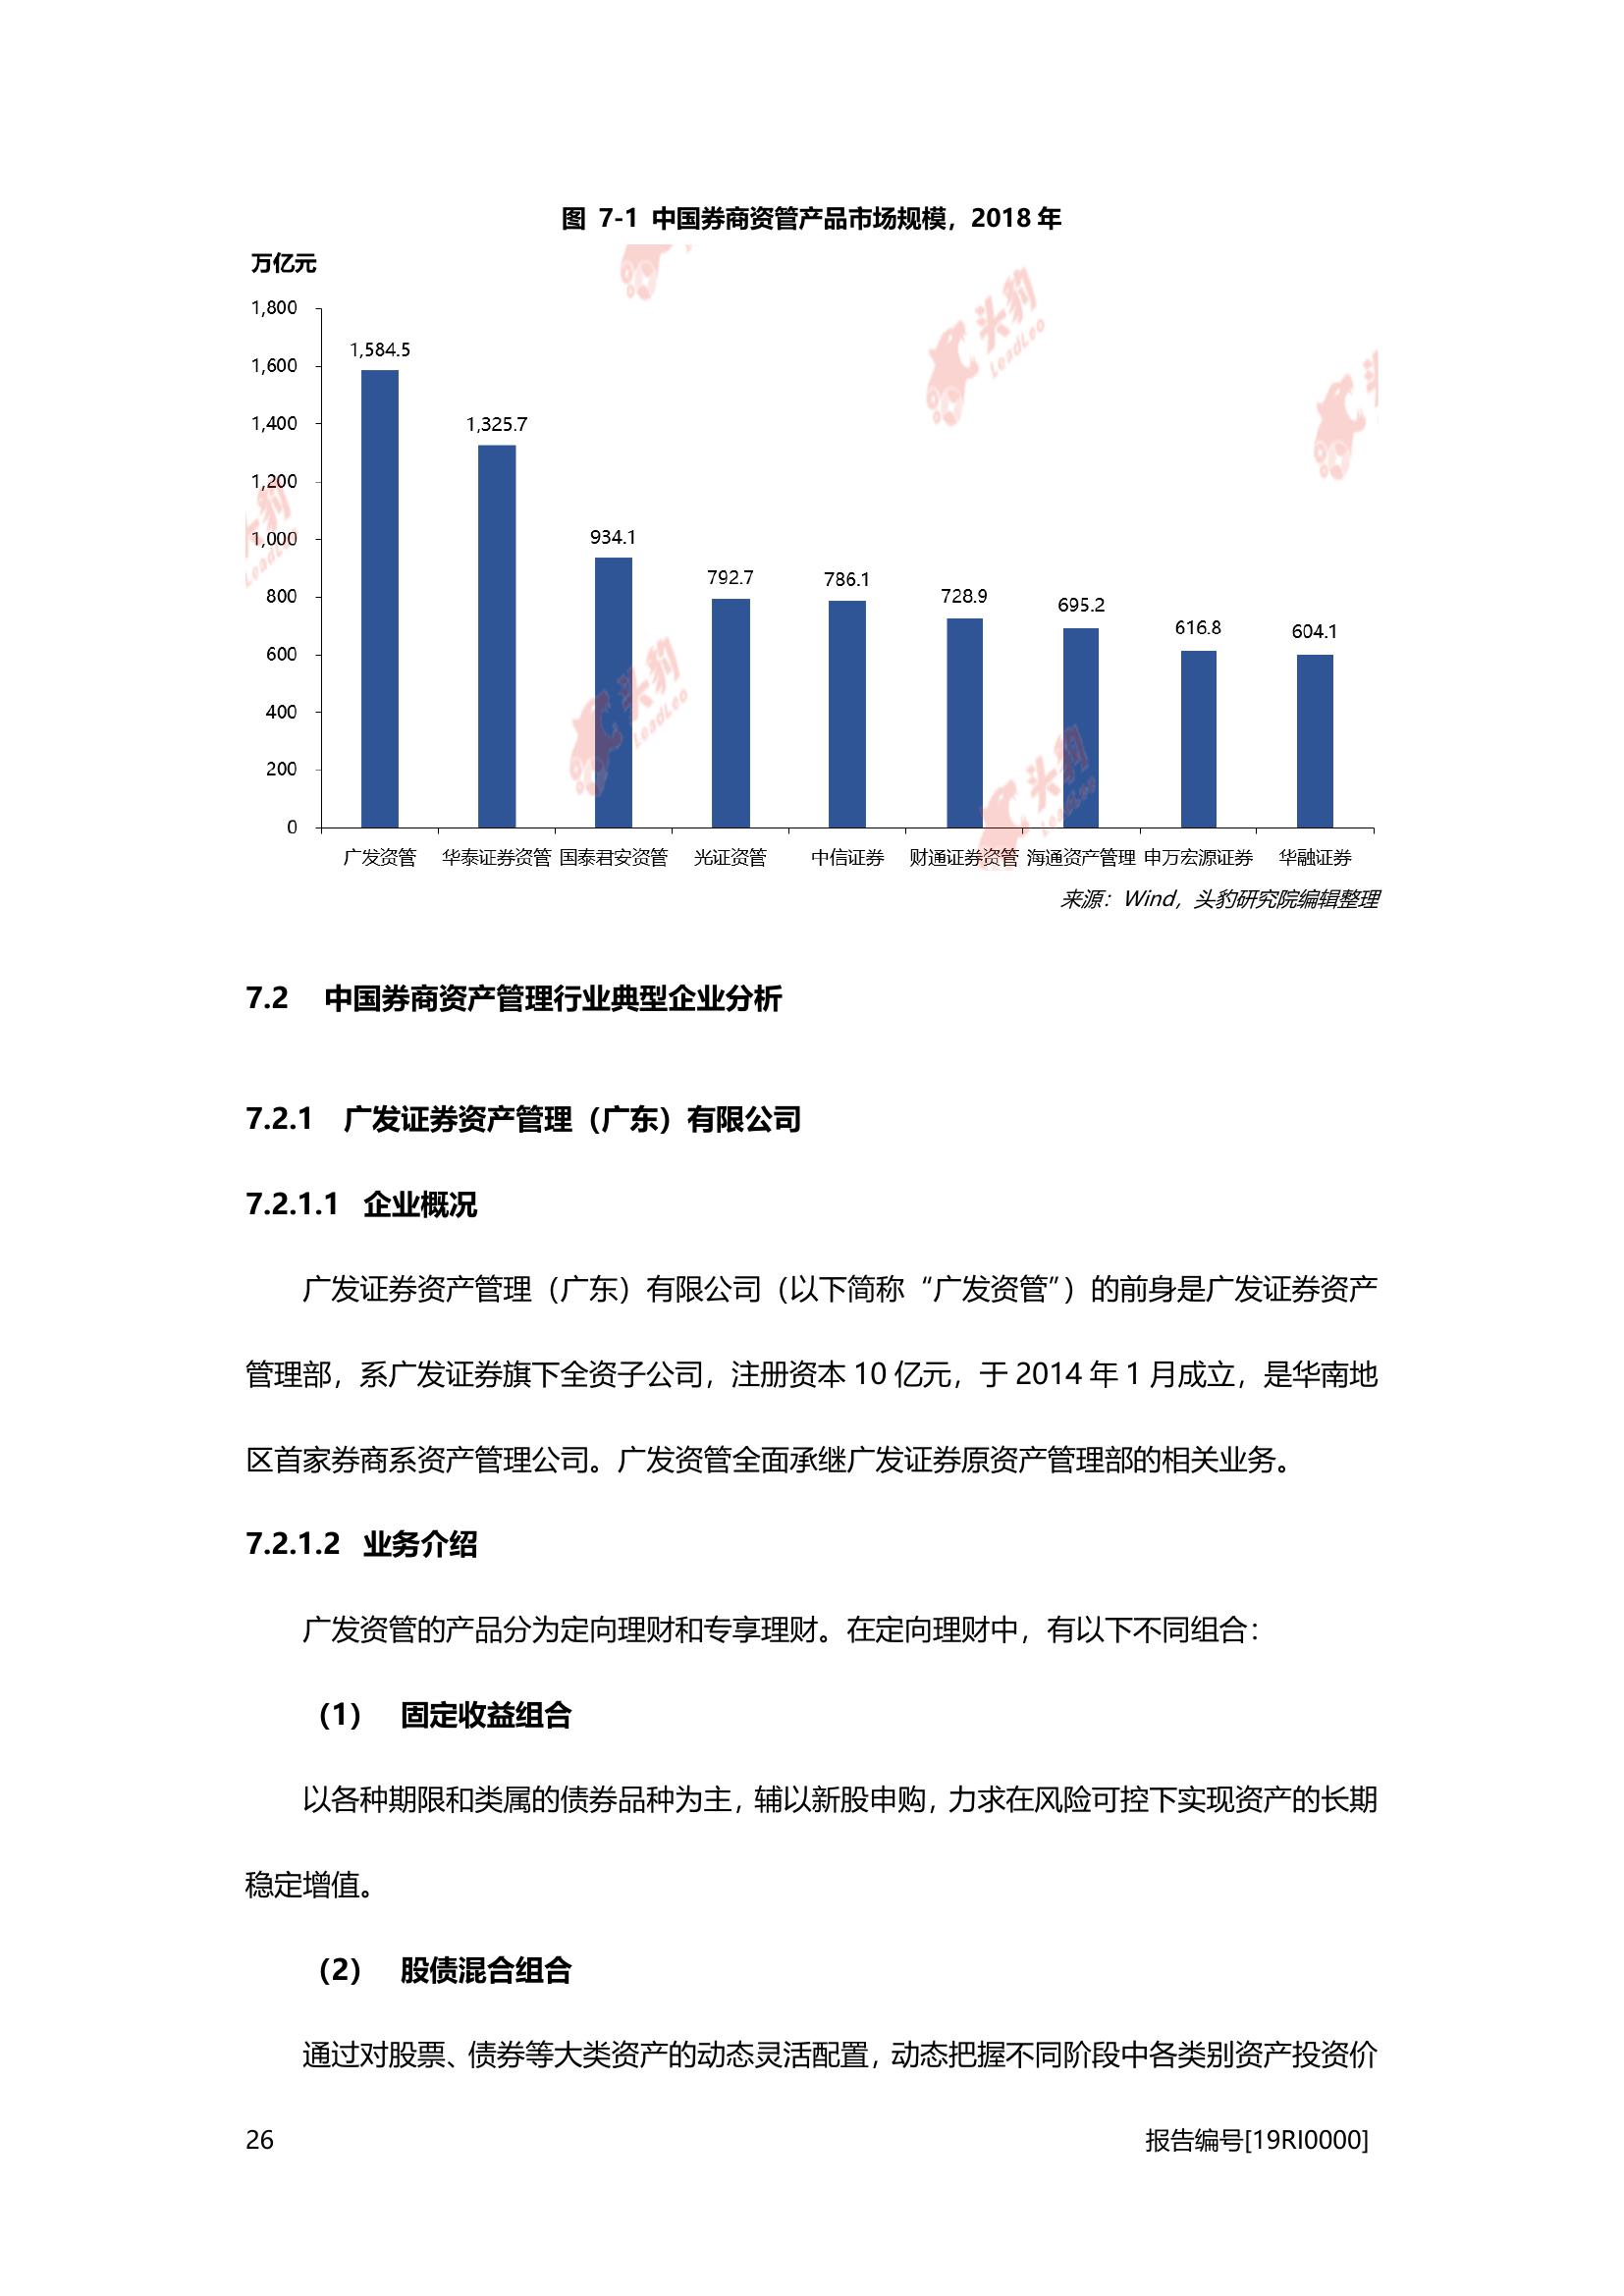 图 7-1 中国券商资管产品市场规模，2018 年
万亿元
1,800
1,600
1,400
1,200
1,000
800
600
400
200
0
1,584.5
1,325.7
934.1
792.7
786.1
728.9
695.2
616.8
604.1
广发资管 华泰证券资管 国泰君安资管 光证资管 中信证券 财通证券资管 海通资产管理 申万宏源证券 华融证券
头豹
LeadLeo
头豹
LeadLeo
头豹
LeadLeo
头豹
LeadLeo
来源：Wind，头豹研究院编辑整理
7.2 中国券商资产管理行业典型企业分析
7.2.1 广发证券资产管理（广东）有限公司
7.2.1.1 企业概况
广发证券资产管理（广东）有限公司（以下简称“广发资管”）的前身是广发证券资产
管理部，系广发证券旗下全资子公司，注册资本 10 亿元，于 2014 年 1 月成立，是华南地
区首家券商系资产管理公司。广发资管全面承继广发证券原资产管理部的相关业务。
7.2.1.2 业务介绍
广发资管的产品分为定向理财和专享理财。在定向理财中，有以下不同组合：
（1） 固定收益组合
以各种期限和类属的债券品种为主，辅以新股申购，力求在风险可控下实现资产的长期
稳定增值。
（2） 股债混合组合
通过对股票、债券等大类资产的动态灵活配置，动态把握不同阶段中各类别资产投资价
26
报告编号[19RI0000]